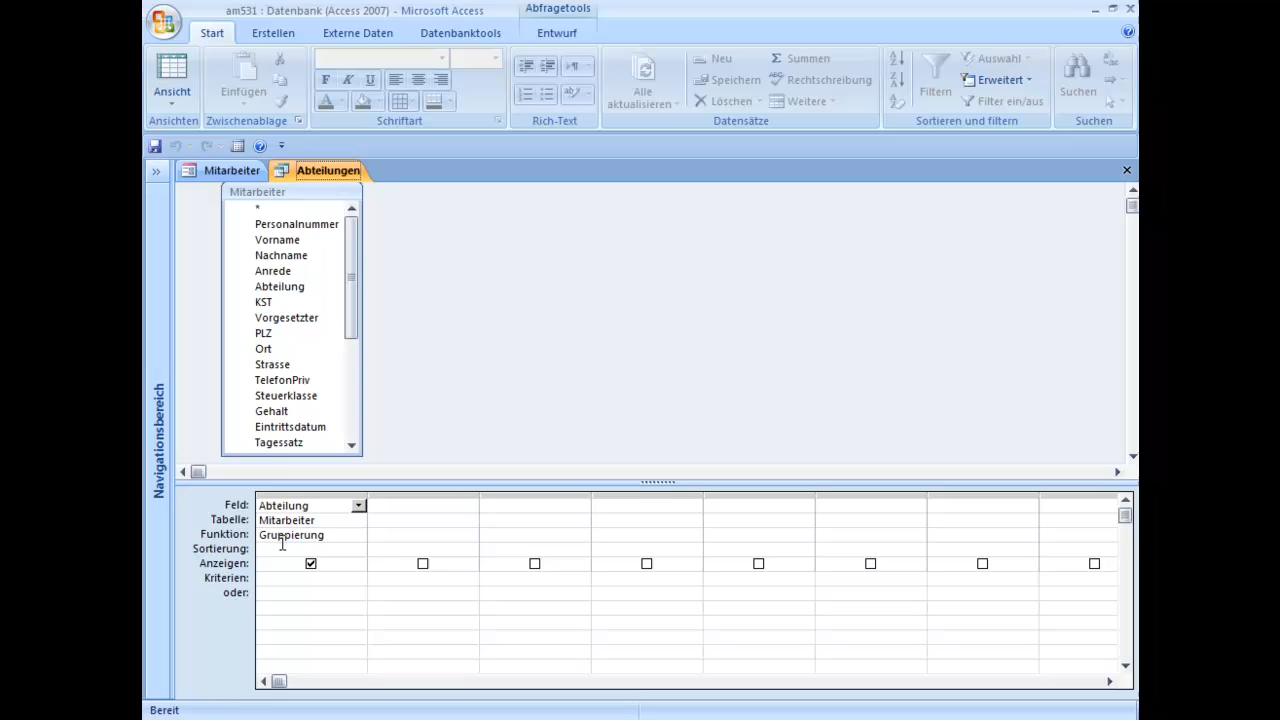 am531 : Datenbank (Access 2007) - Microsoft Access
Abfragetools
Start
Erstellen
Externe Daten
Datenbanktools
Entwurf
Ansicht
Ansichten
Einfügen
Zwischenablage
F K U
Schriftart
Rich-Text
Alle
aktualisieren
Neu
Speichern
Löschen
Summen
Rechtschreibung
Weitere
Datensätze
Filtern
Auswahl
Erweitert
Filter ein/aus
Sortieren und filtern
Suchen
Suchen
Mitarbeiter
Abteilungen
Navigationsbereich
Mitarbeiter
*
Personalnummer
Vorname
Nachname
Anrede
Abteilung
KST
Vorgesetzter
PLZ
Ort
Strasse
TelefonPriv
Steuerklasse
Gehalt
Eintrittsdatum
Tagessatz
Feld: Abteilung
Tabelle: Mitarbeiter
Funktion: Gruppierung
Sortierung:
Anzeigen:
Kriterien:
oder:
Bereit